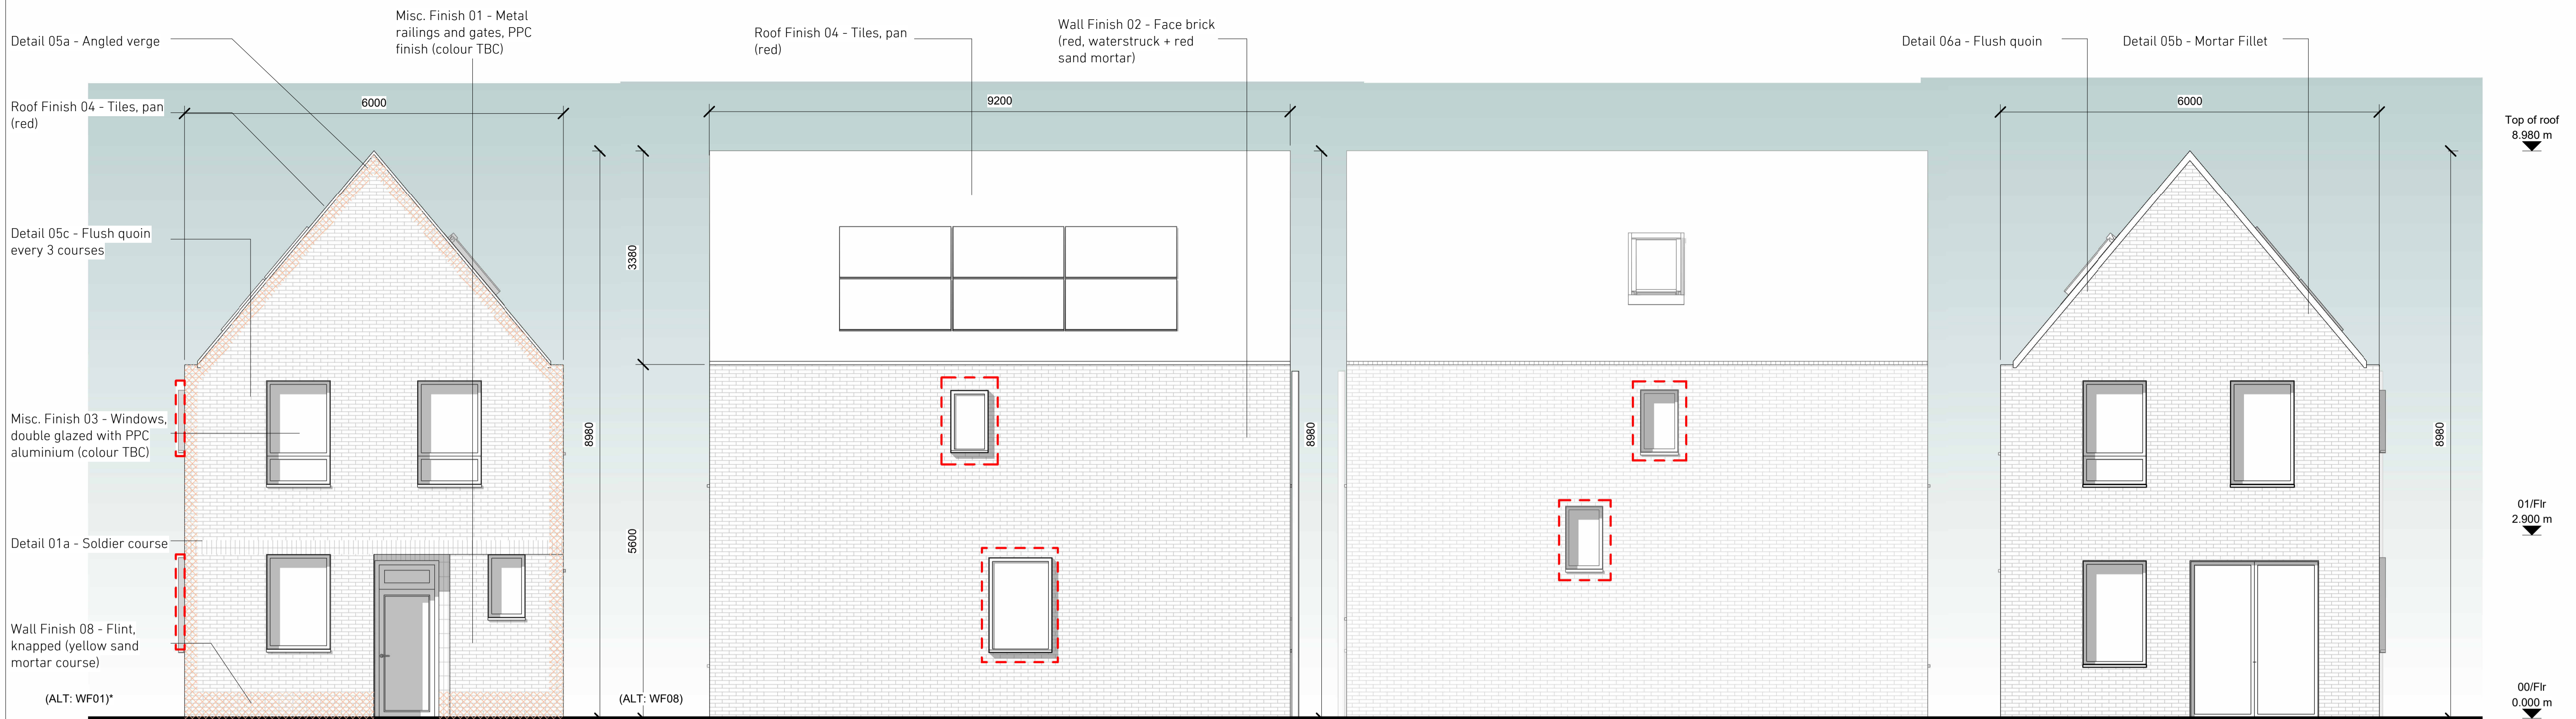 Detail 05a - Angled verge
Misc. Finish 01 - Metal
railings and gates, PPC
finish (colour TBC)
Roof Finish 04 - Tiles, pan
(red)
Wall Finish 02 - Face brick
(red, waterstruck + red
sand mortar)
Detail 06a - Flush quoin
Detail 05b - Mortar Fillet
Roof Finish 04 - Tiles, pan
(red)
6000
9200
6000
Top of roof
8.980 m
Detail 05c - Flush quoin
every 3 courses
3380
Misc. Finish 03 - Windows,
double glazed with PPC
aluminium (colour TBC)
8980
8980
8980
Detail 01a - Soldier course
5600
01/Flr
2.900 m
Wall Finish 08 - Flint,
knapped (yellow sand
mortar course)
(ALT: WF01)*
(ALT: WF08)
00/Flr
0.000 m